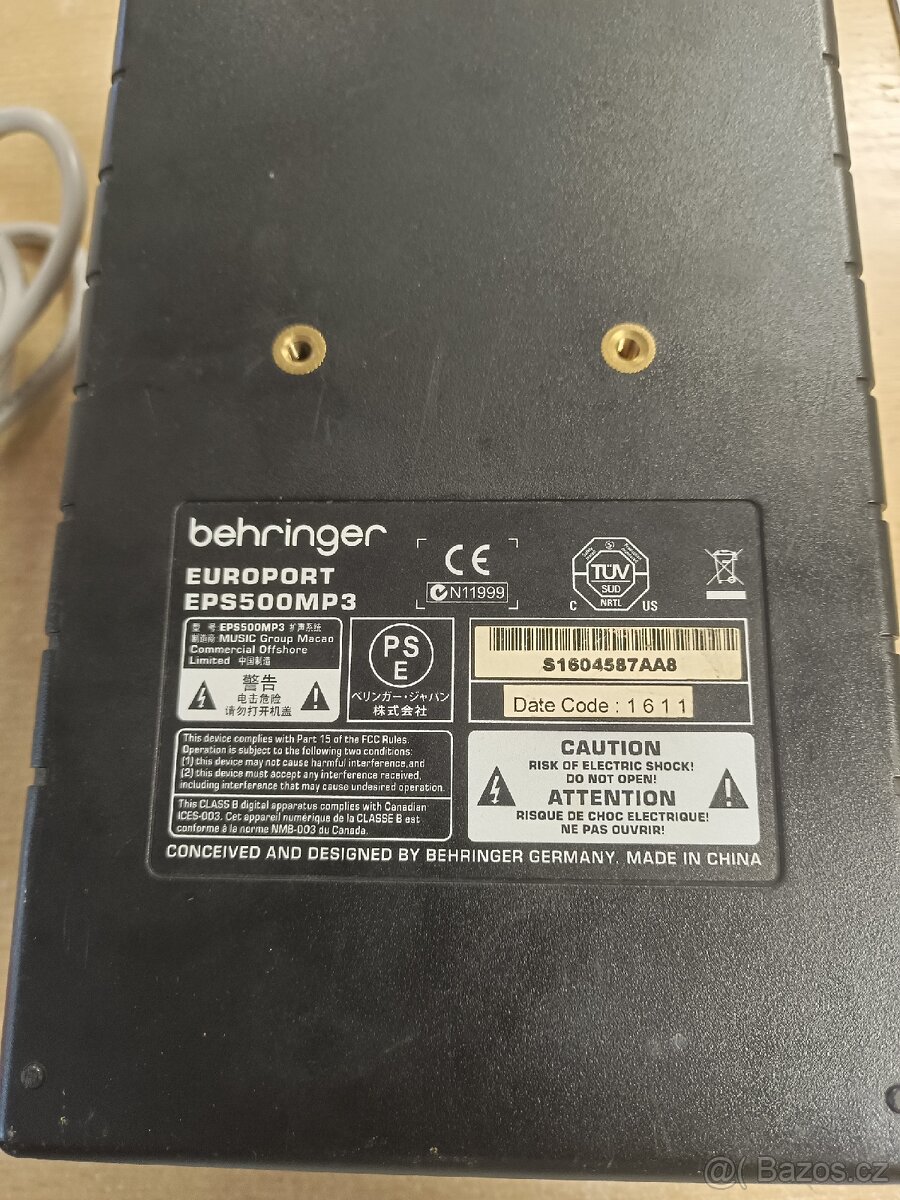 behringer
EUROPORT
EPS500MP3
CE
N11999
TÜV
SÜD
NRTL
C US
型 号 EPS500MP3 扩声系统
制造商 MUSIC Group Macao
Commercial Offshore
Limited 中国制造
警告
电击危险
请勿打开机盖
PS
E
ベリンガー・ジャパン
株式会社
S1604587AA8
Date Code : 1611
This device complies with Part 15 of the FCC Rules.
Operation is subject to the following two conditions:
(1) this device may not cause harmful interference,and
(2) this device must accept any interference received,
including interference that may cause undesired operation.
This CLASS B digital apparatus complies with Canadian
ICES-003. Cet appareil numérique de la CLASSE B est
conforme à la norme NMB-003 du Canada.
CAUTION
RISK OF ELECTRIC SHOCK!
DO NOT OPEN!
ATTENTION
RISQUE DE CHOC ELECTRIQUE!
NE PAS OUVRIR!
CONCEIVED AND DESIGNED BY BEHRINGER GERMANY. MADE IN CHINA
@( Bazos.cz